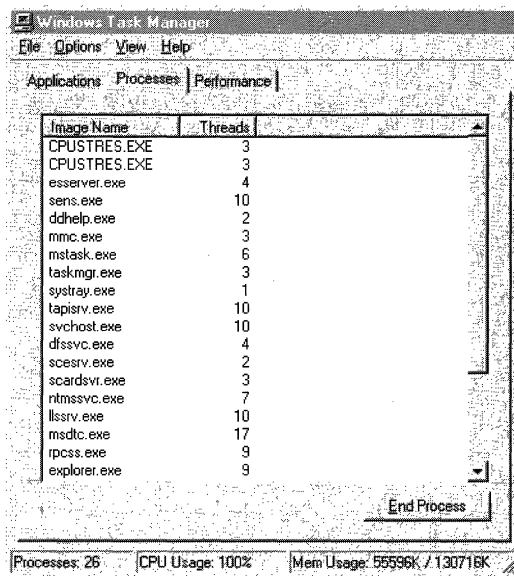 Windows Task Manager
File Options View Help
Applications Processes Performance
Image Name Threads
CPUSTRES.EXE 3
CPUSTRES.EXE 3
esserver.exe 4
sens.exe 10
ddhelp.exe 2
mmc.exe 3
mstask.exe 6
taskmgr.exe 3
systray.exe 1
tapisrv.exe 10
svchost.exe 10
dfssvc.exe 4
scesrv.exe 2
scardsvr.exe 3
ntmssvc.exe 7
llssrv.exe 10
msdtc.exe 17
rpcss.exe 9
explorer.exe 9
End Process
Processes: 26 CPU Usage: 100% Mem Usage: 55596K / 130716K